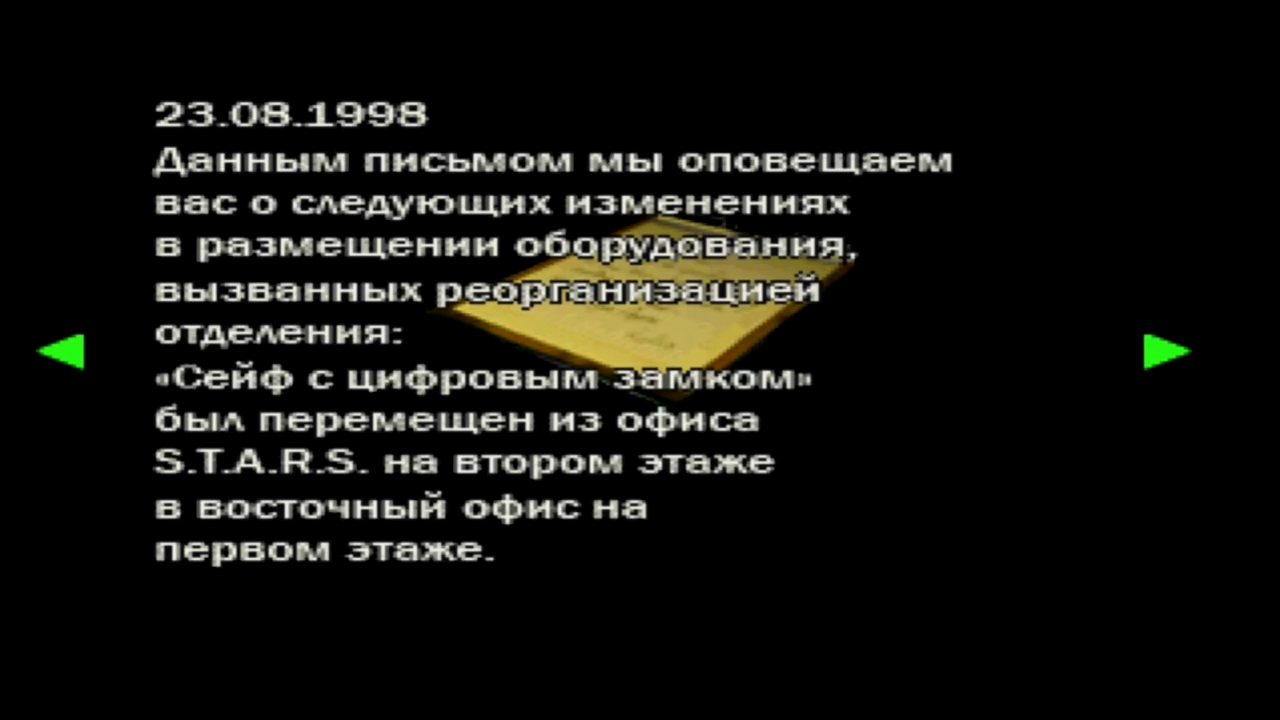 23.08.1998
Данным письмом мы оповещаем
вас о следующих изменениях
в размещении оборудования,
вызванных реорганизацией
отделения:
«Сейф с цифровым замком»
был перемещен из офиса
S.T.A.R.S. на втором этаже
в восточный офис на
первом этаже.